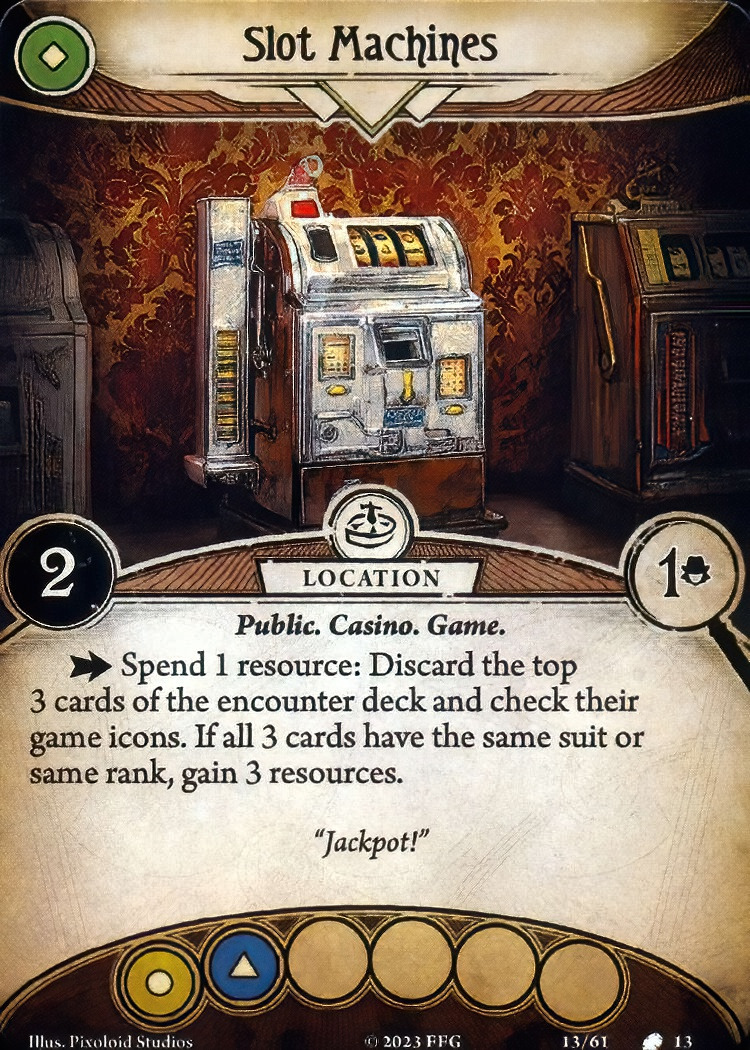 Slot Machines
2
LOCATION
1
Public. Casino. Game.
Spend 1 resource: Discard the top
3 cards of the encounter deck and check their
game icons. If all 3 cards have the same suit or
same rank, gain 3 resources.
“Jackpot!”
Illus. Pixoloid Studios
© 2023 FFG
13/61
13